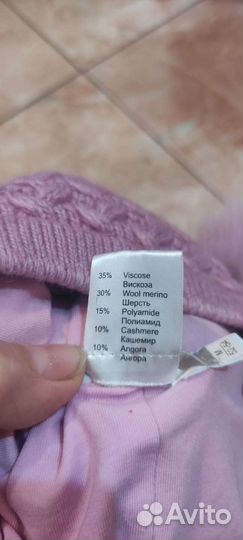 35% Viscose
Вискоза
30% Wool merino
Шерсть
15% Polyamide
Полиамид
10% Cashmere
Кашемир
10% Angora
Ангора
Avito